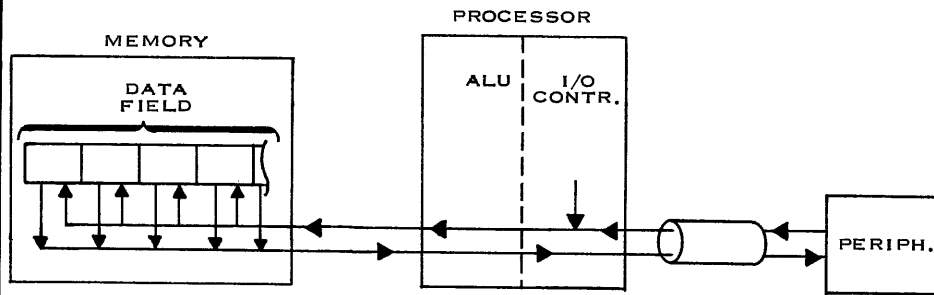 PROCESSOR
MEMORY
DATA
FIELD
ALU
I/O
CONTR.
PERIPH.